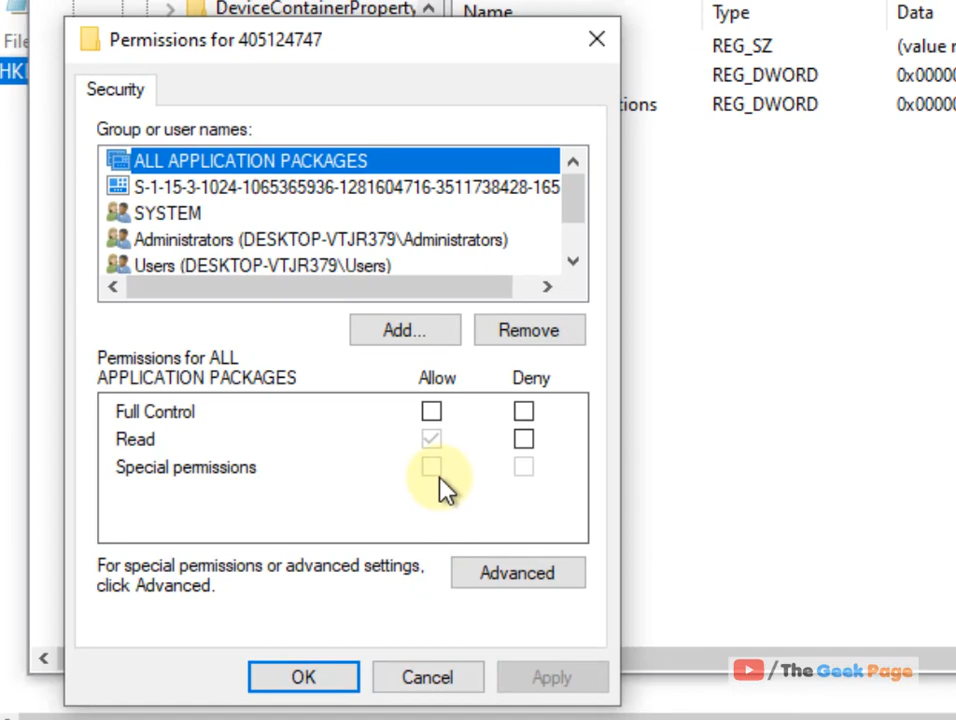 DeviceContainerProperty
Name
Type
Data
File
Permissions for 405124747
REG_SZ
(value n
HK
REG_DWORD
0x00000
Security
tions
REG_DWORD
0x00000
Group or user names:
ALL APPLICATION PACKAGES
S-1-15-3-1024-1065365936-1281604716-3511738428-165
SYSTEM
Administrators (DESKTOP-VTJR379\Administrators)
Users (DESKTOP-VTJR379\Users)
Add...
Remove
Permissions for ALL
APPLICATION PACKAGES
Allow
Deny
Full Control
Read
Special permissions
For special permissions or advanced settings,
click Advanced.
Advanced
OK
Cancel
Apply
/The Geek Page